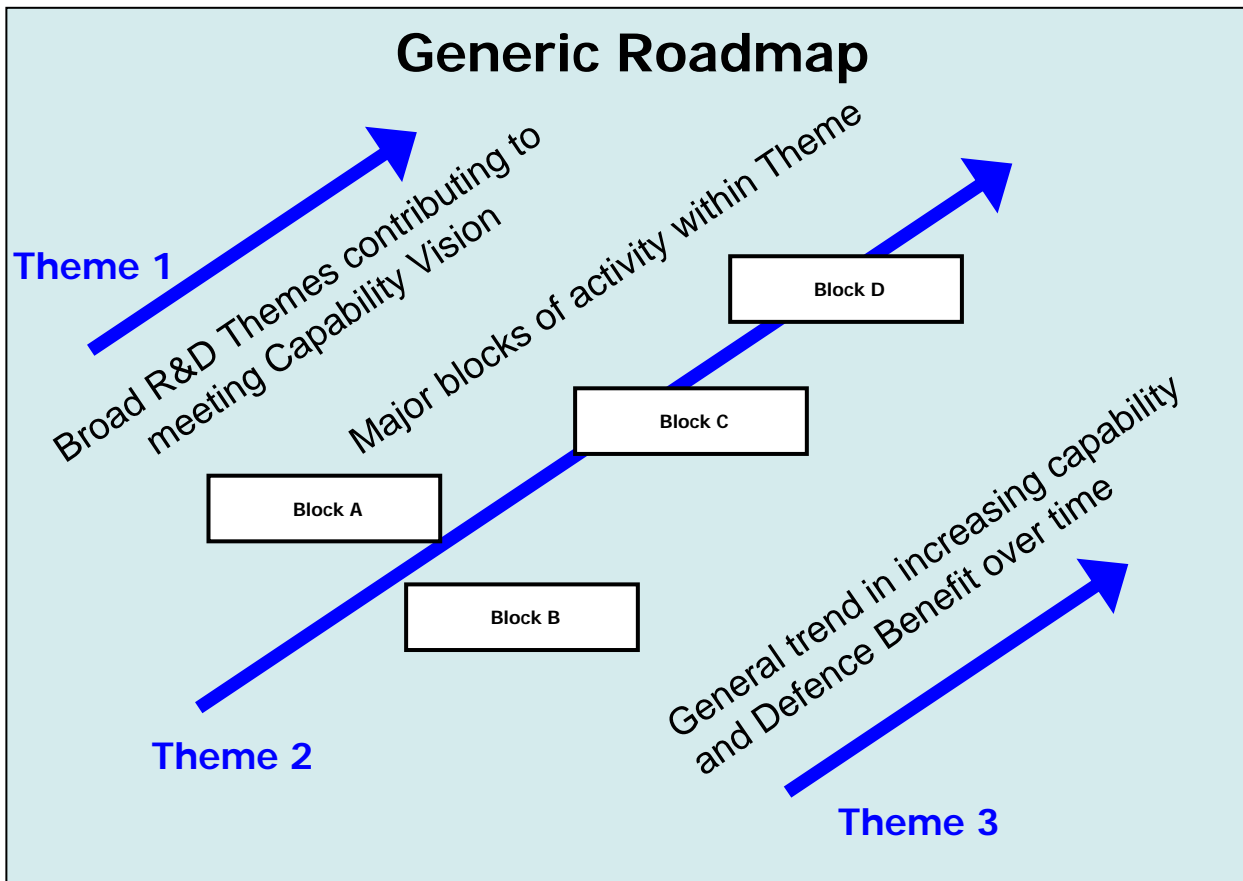 Generic Roadmap
Theme 1
Broad R&D Themes contributing to
meeting Capability Vision
Major blocks of activity within Theme
Block D
Block C
Block A
Block B
Theme 2
General trend in increasing capability
and Defence Benefit over time
Theme 3